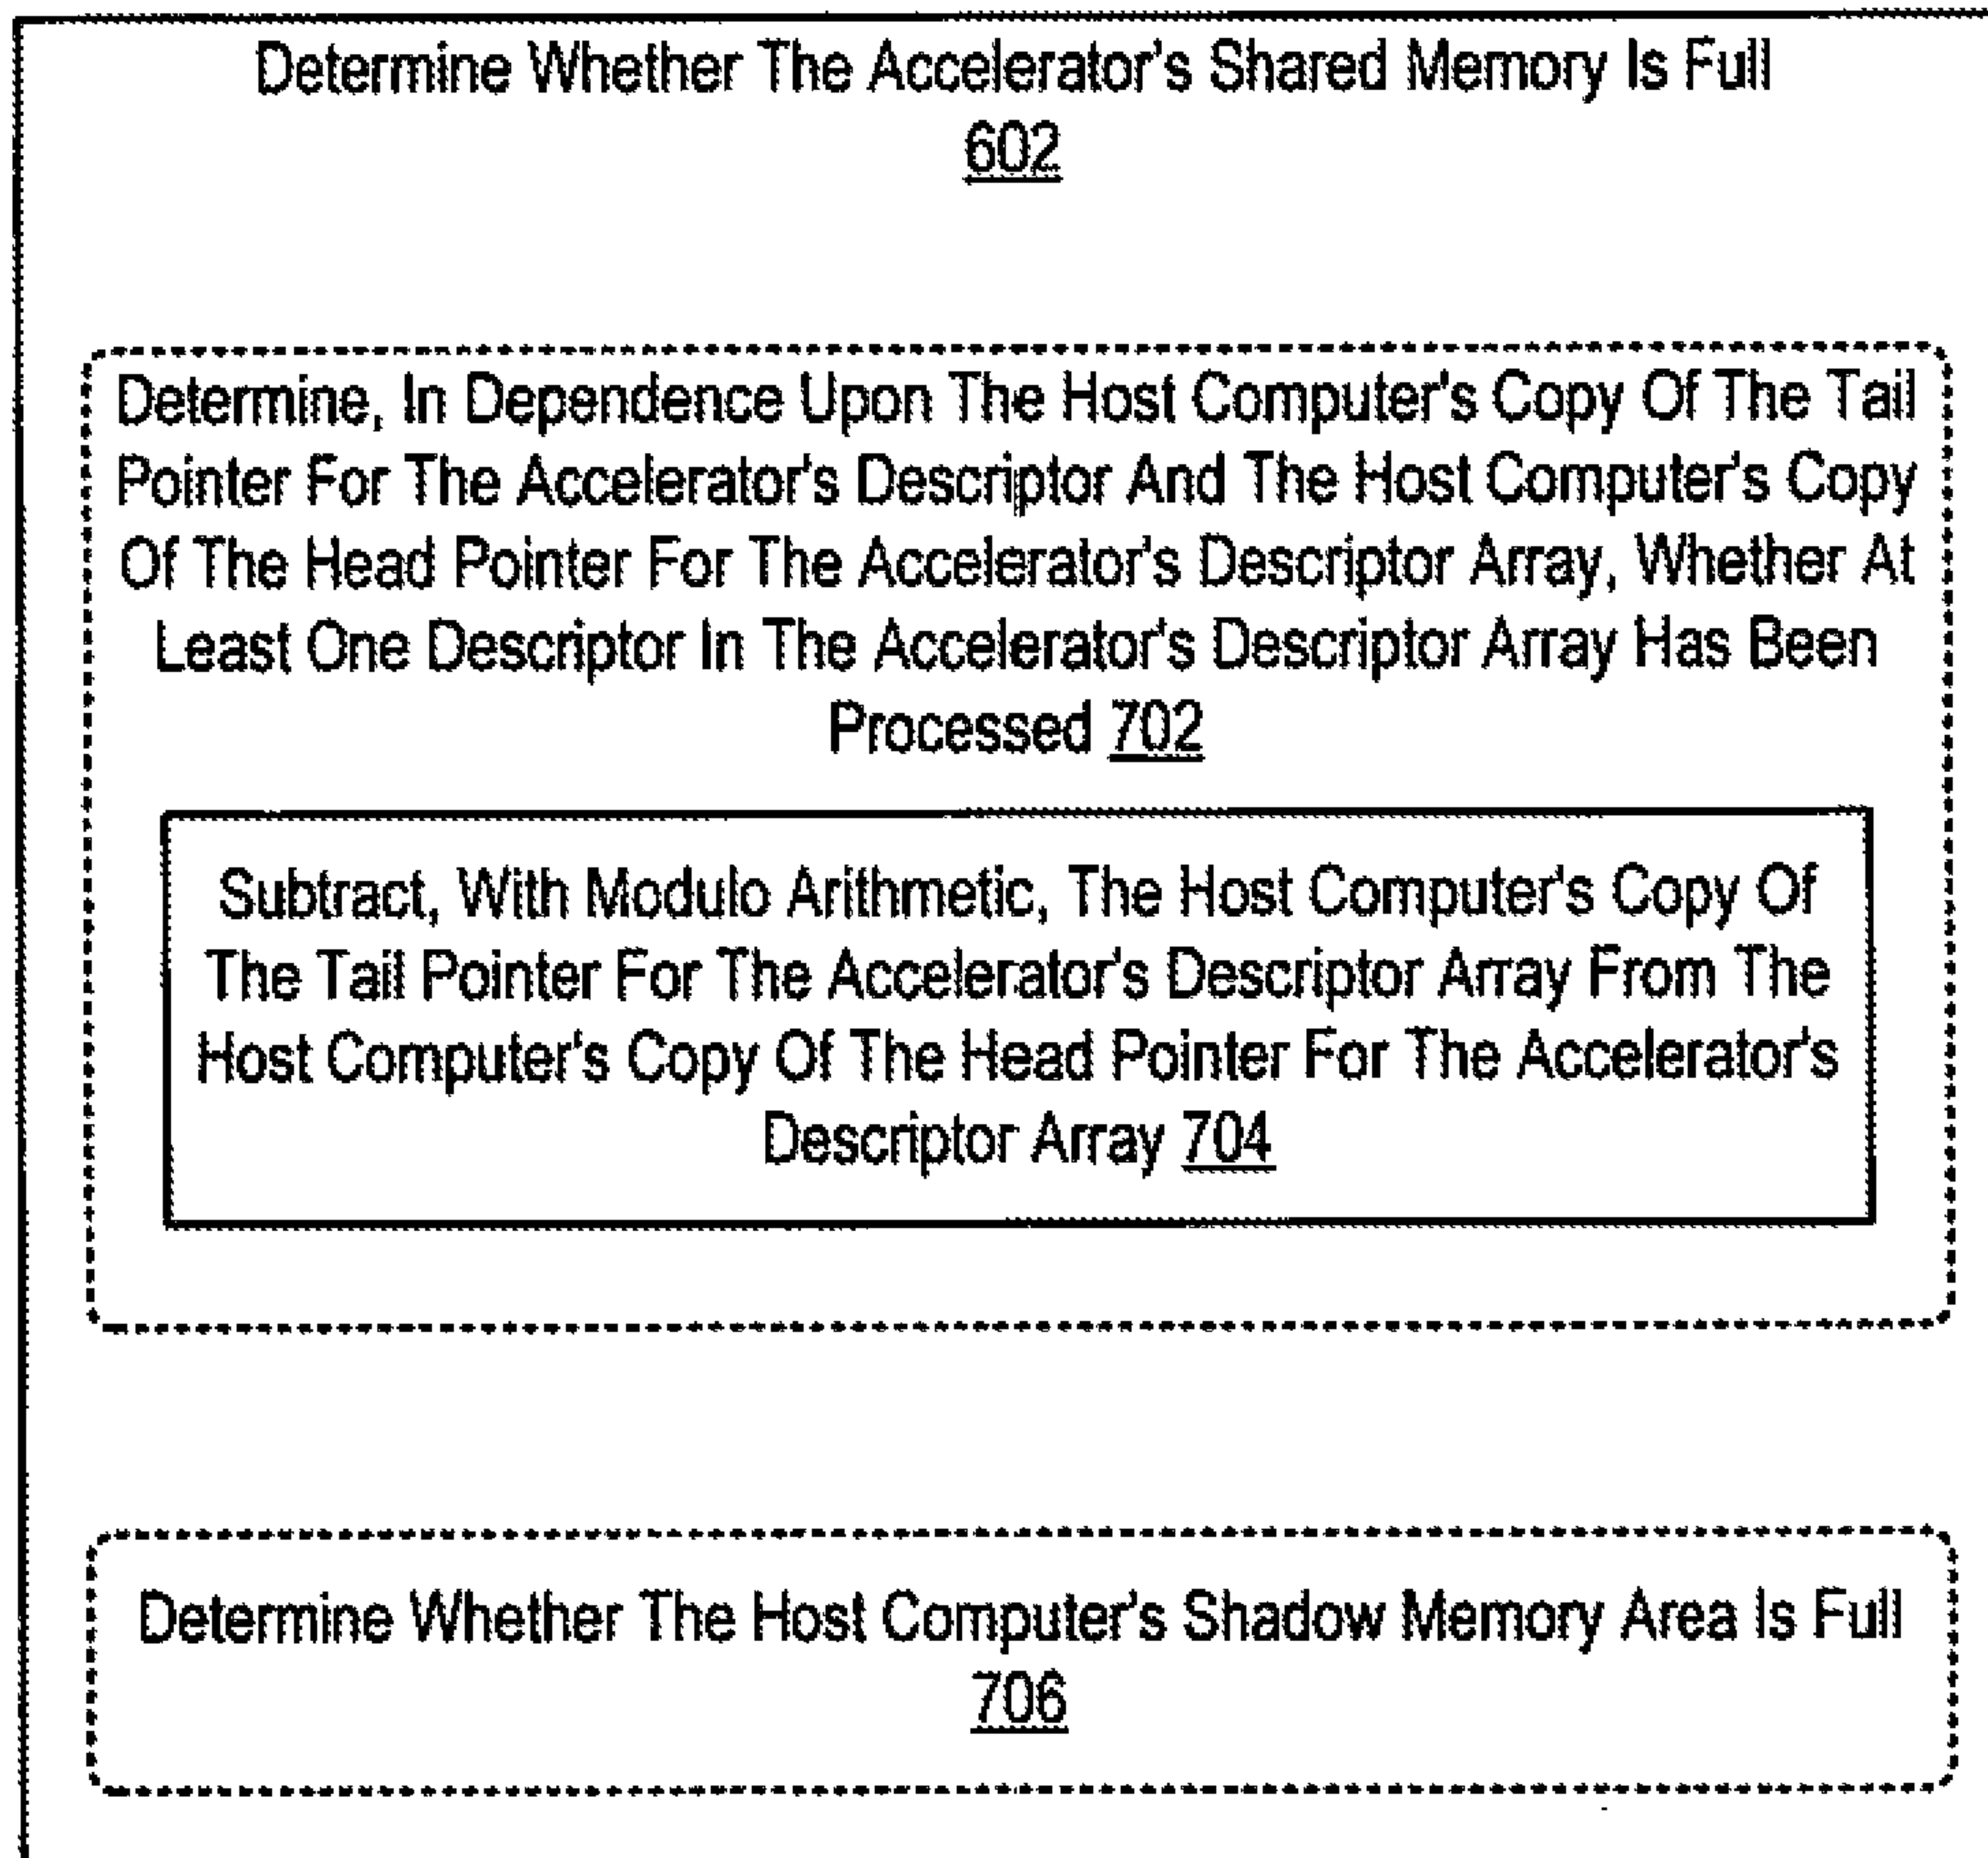 Determine Whether The Accelerator's Shared Memory Is Full
602
Determine, In Dependence Upon The Host Computer's Copy Of The Tail
Pointer For The Accelerator's Descriptor And The Host Computer's Copy
Of The Head Pointer For The Accelerator's Descriptor Array, Whether At
Least One Descriptor In The Accelerator's Descriptor Array Has Been
Processed 702
Subtract, With Modulo Arithmetic, The Host Computer's Copy Of
The Tail Pointer For The Accelerator's Descriptor Array From The
Host Computer's Copy Of The Head Pointer For The Accelerator's
Descriptor Array 704
Determine Whether The Host Computer's Shadow Memory Area Is Full
706